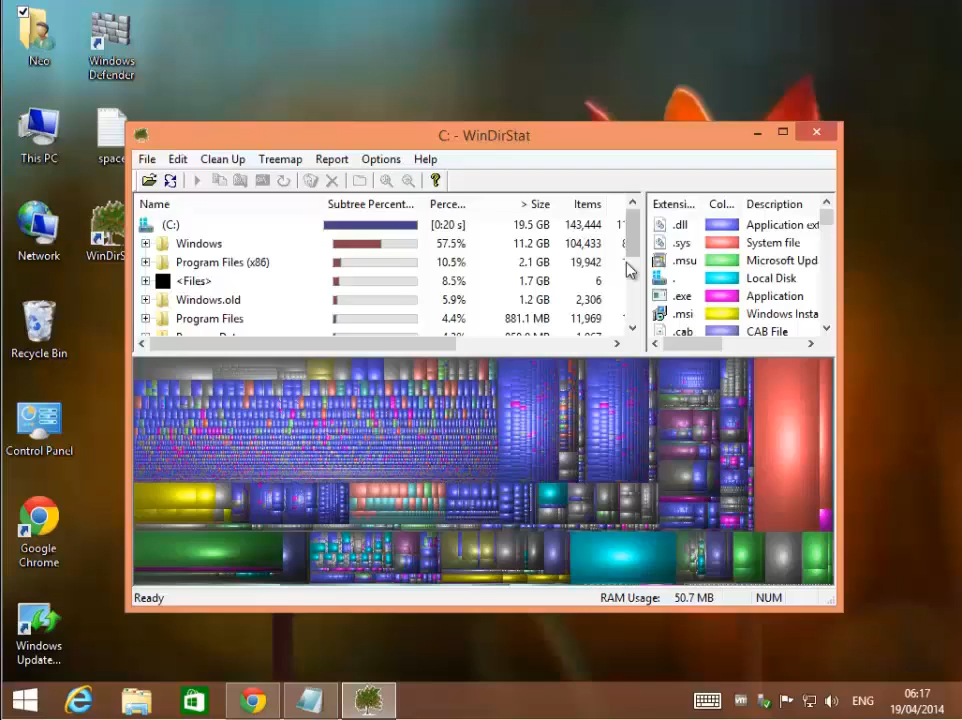 Neo
Windows
Defender
This PC
space
Network
WinDirS
Recycle Bin
Control Panel
Google
Chrome
Windows
Update...
C: - WinDirStat
File Edit Clean Up Treemap Report Options Help
Name Subtree Percent... Perce... > Size Items
(C:) [0:20 s] 19.5 GB 143,444
Windows 57.5% 11.2 GB 104,433
Program Files (x86) 10.5% 2.1 GB 19,942
<Files> 8.5% 1.7 GB 6
Windows.old 5.9% 1.2 GB 2,306
Program Files 4.4% 881.1 MB 11,969
Extensi... Col... Description
.dll Application ext
.sys System file
.msu Microsoft Upd
. Local Disk
.exe Application
.msi Windows Insta
.cab CAB File
Ready RAM Usage: 50.7 MB NUM
ENG
06:17
19/04/2014